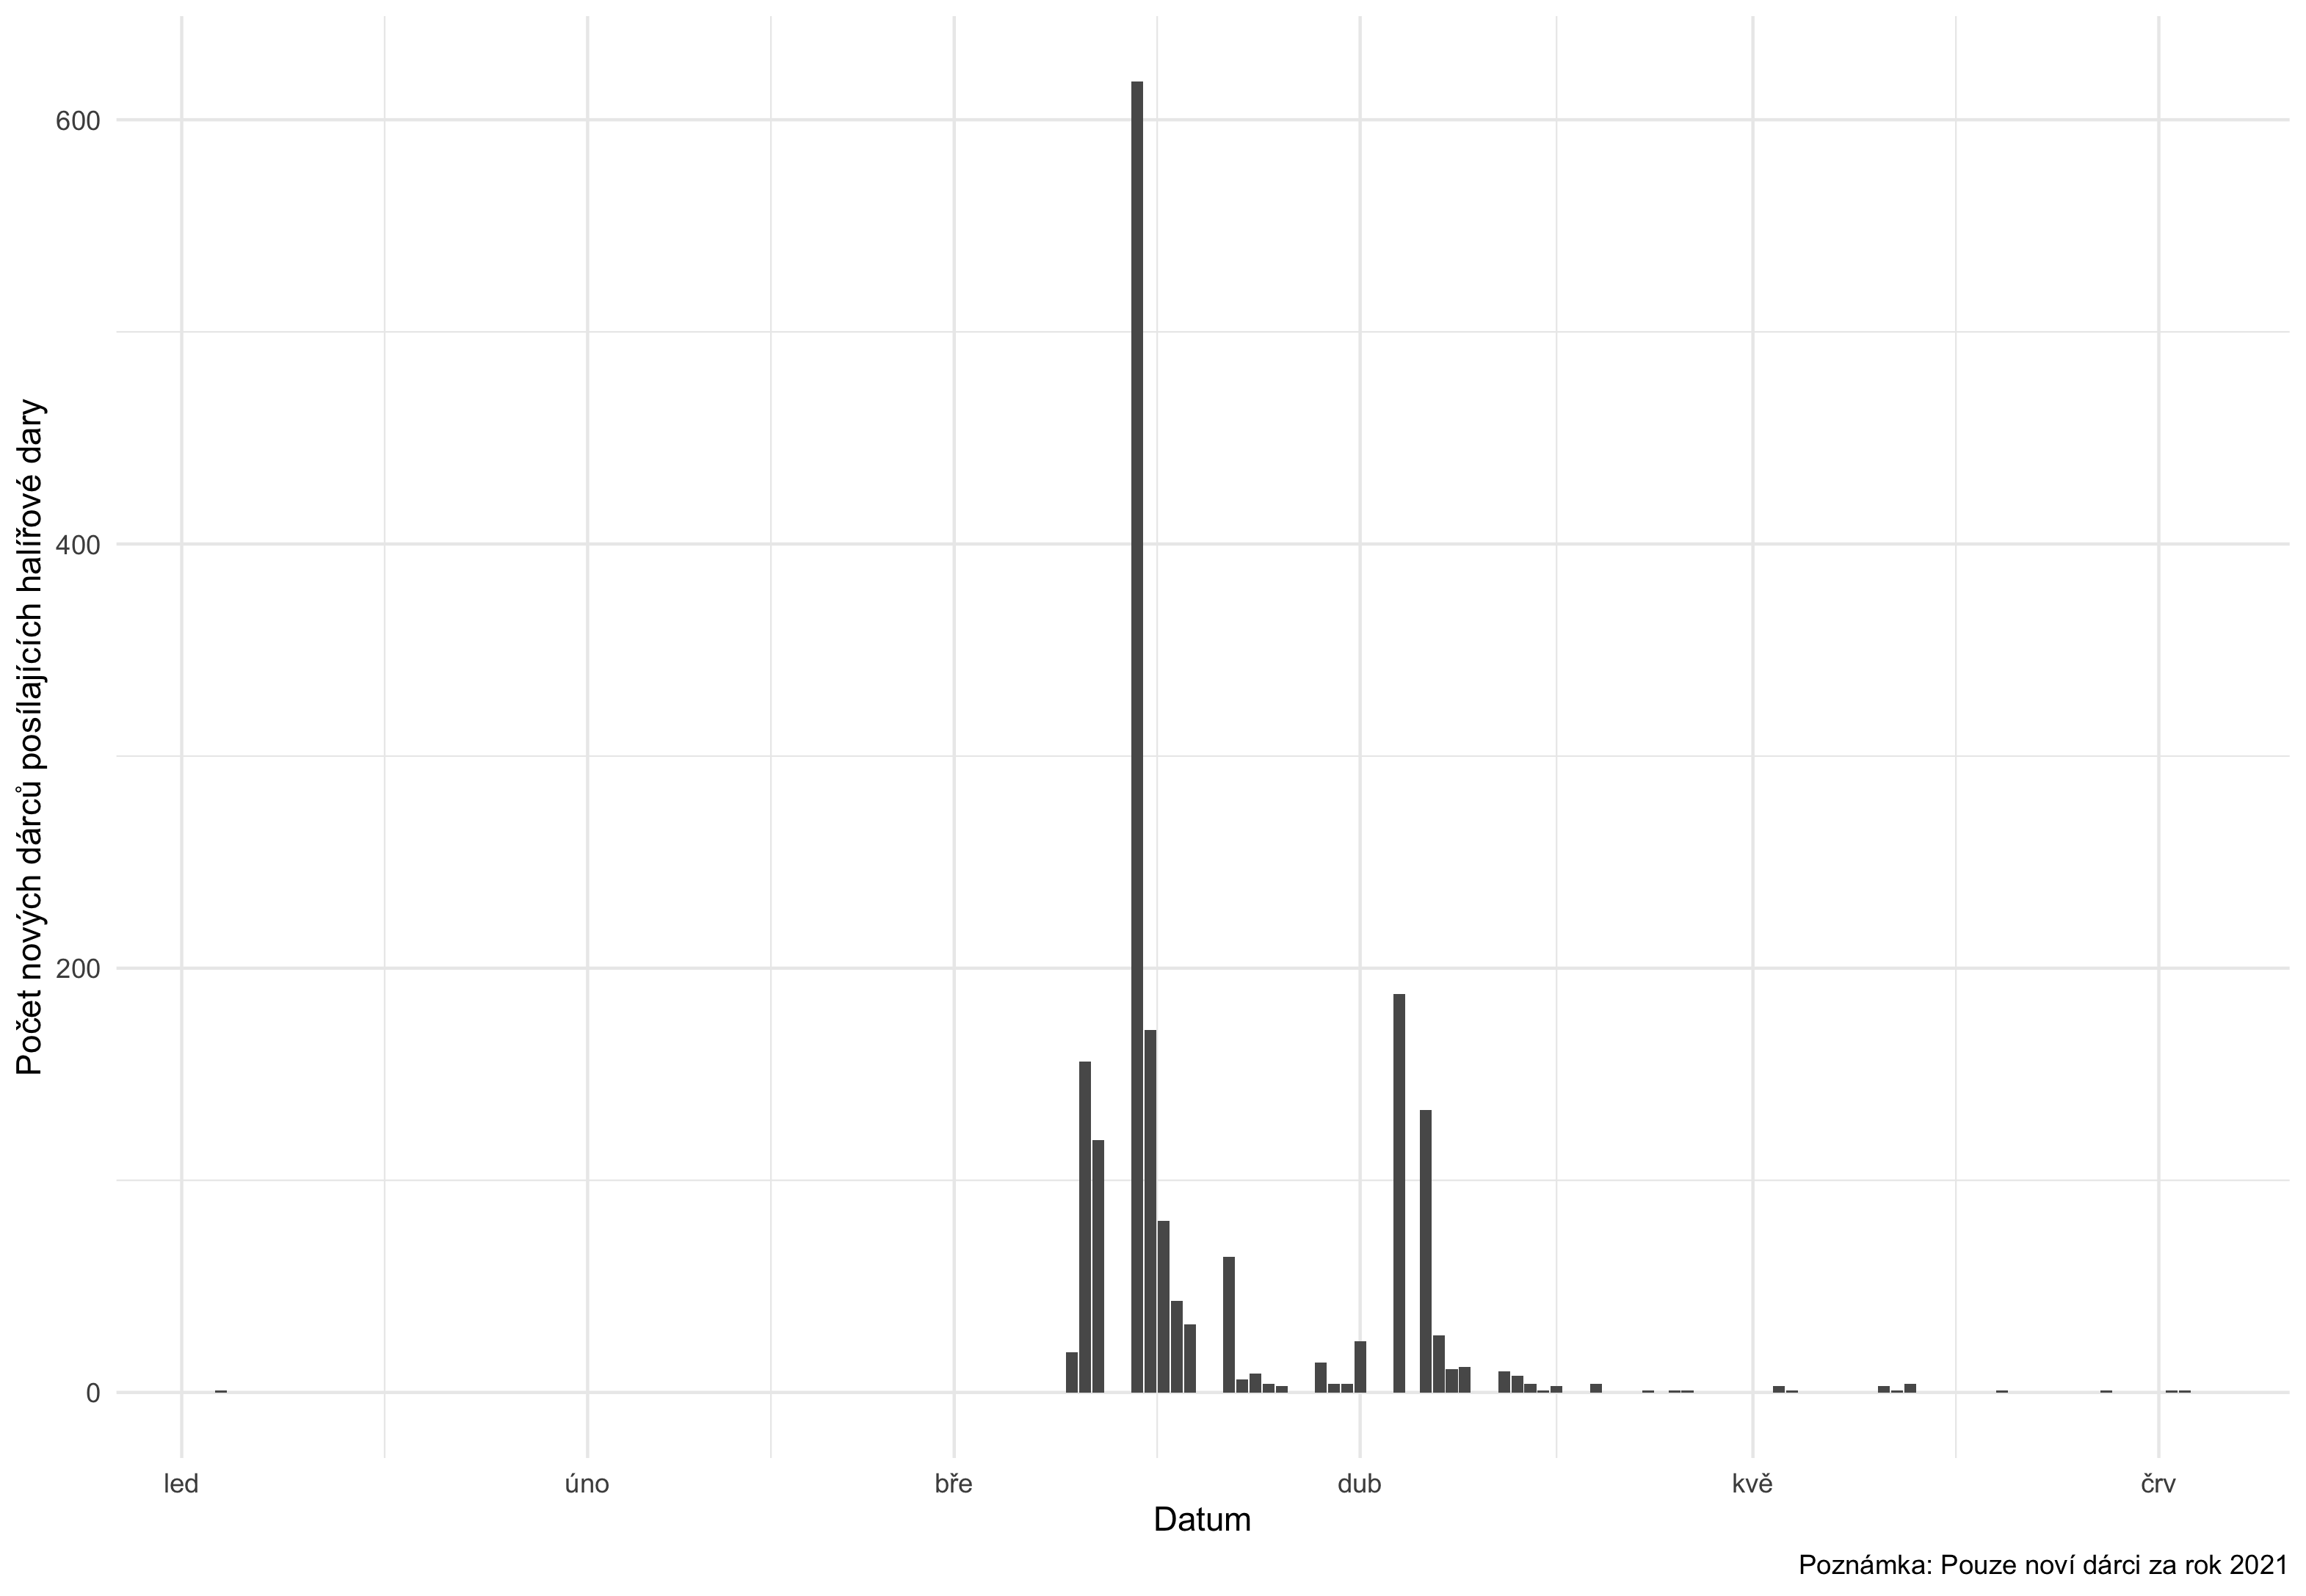 Počet nových dárců posílajících halířové dary
600
400
200
0
led úno bře dub kvě črv
Datum
Poznámka: Pouze noví dárci za rok 2021